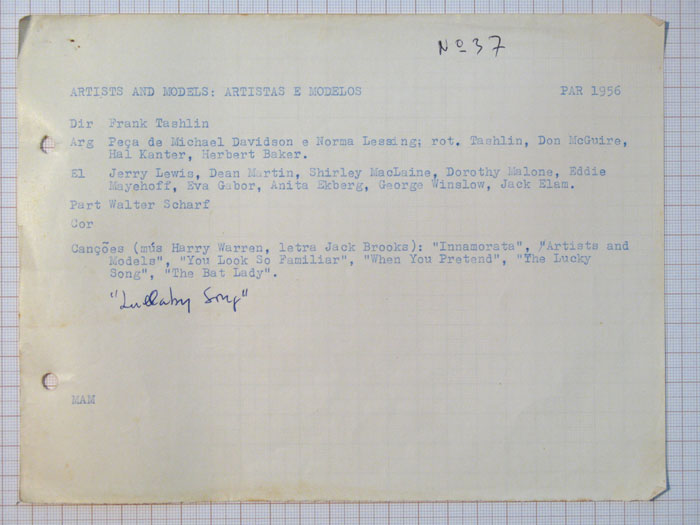 Nº 37
ARTISTS AND MODELS: ARTISTAS E MODELOS PAR 1956
Dir Frank Tashlin
Arg Peça de Michael Davidson e Norma Lessing; rot. Tashlin, Don McGuire,
Hal Kanter, Herbert Baker.
El Jerry Lewis, Dean Martin, Shirley MacLaine, Dorothy Malone, Eddie
Mayehoff, Eva Gabor, Anita Ekberg, George Winslow, Jack Elam.
Part Walter Scharf
Cor
Canções (mús Harry Warren, letra Jack Brooks): "Innamorata", "Artists and
Models", "You Look So Familiar", "When You Pretend", "The Lucky
Song", "The Bat Lady".
"Lullaby Song"
MAM